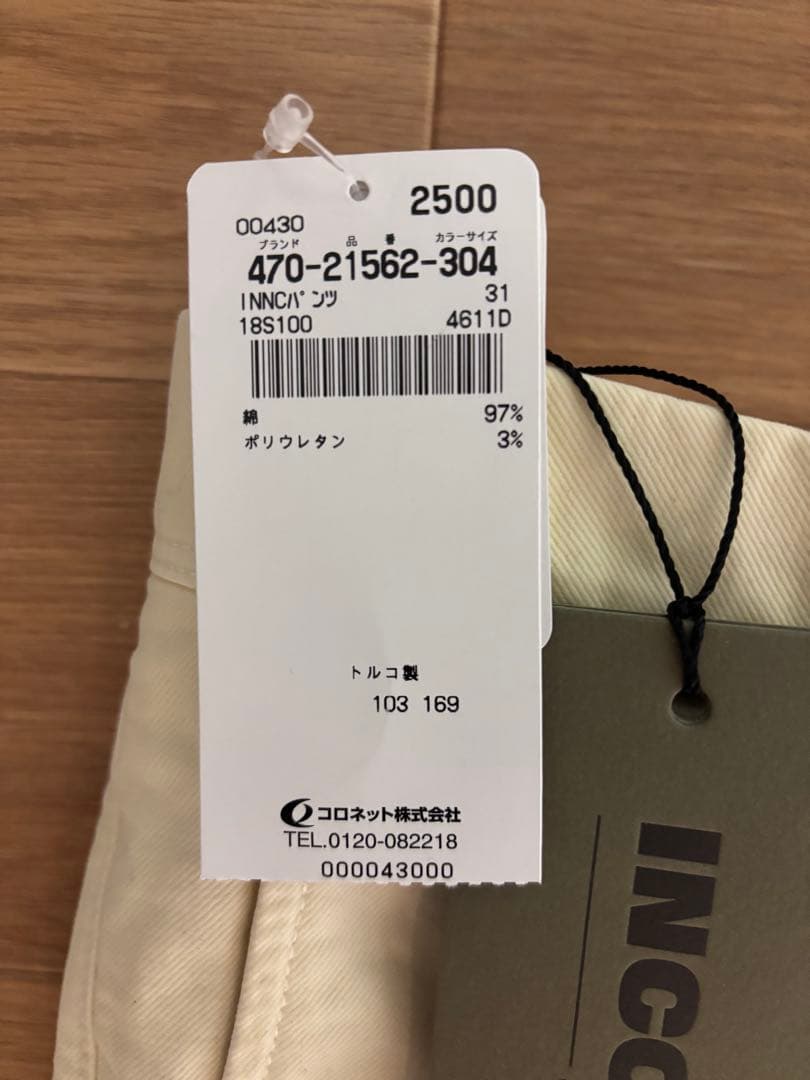 2500
00430
ブランド 品 番 カラーサイズ
470-21562-304
INNCパンツ 31
18S100 4611D
綿 97%
ポリウレタン 3%
トルコ製
103 169
コロネット株式会社
TEL.0120-082218
000043000
INCO